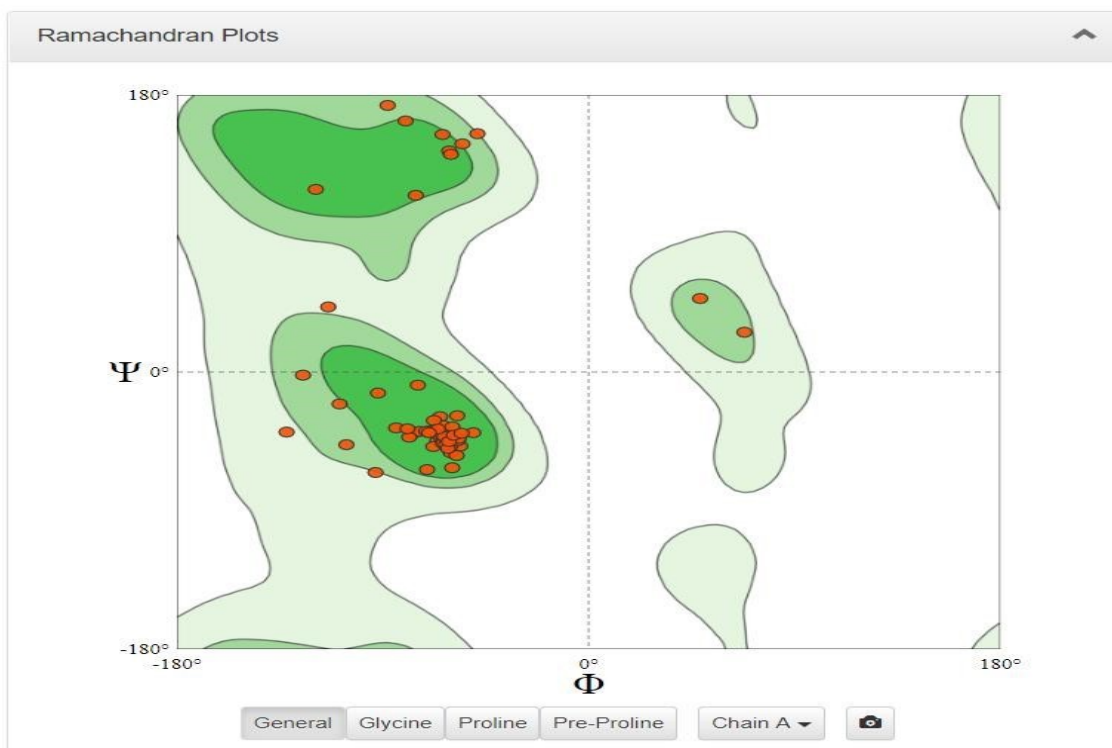 Ramachandran Plots
180°
Ψ 0°
-180°
-180° 0° 180°
Φ
General Glycine Proline Pre-Proline Chain A